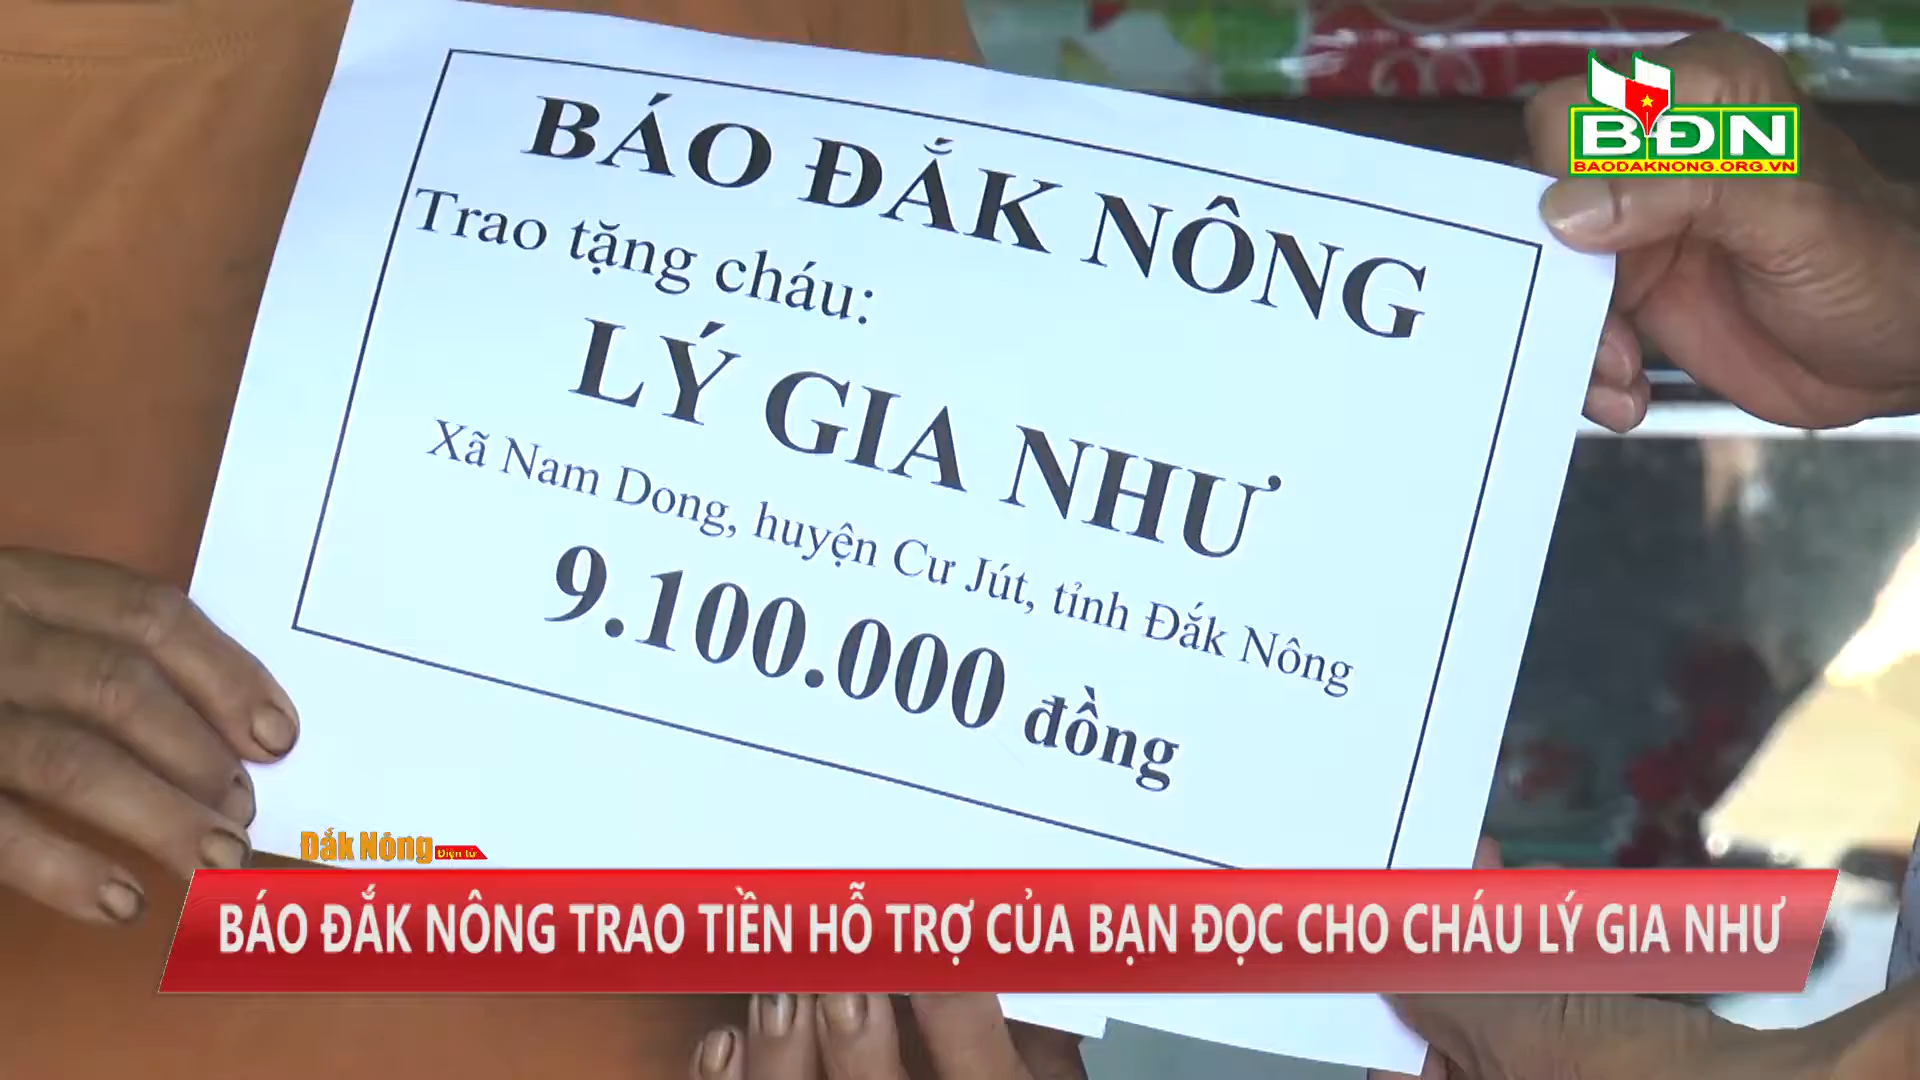 BĐN
BAODAKNONG.ORG.VN
BÁO ĐẮK NÔNG
Trao tặng cháu:
LÝ GIA NHƯ
Xã Nam Dong, huyện Cư Jút, tỉnh Đắk Nông
9.100.000 đồng
Đắk Nông Điện tử
BÁO ĐẮK NÔNG TRAO TIỀN HỖ TRỢ CỦA BẠN ĐỌC CHO CHÁU LÝ GIA NHƯ